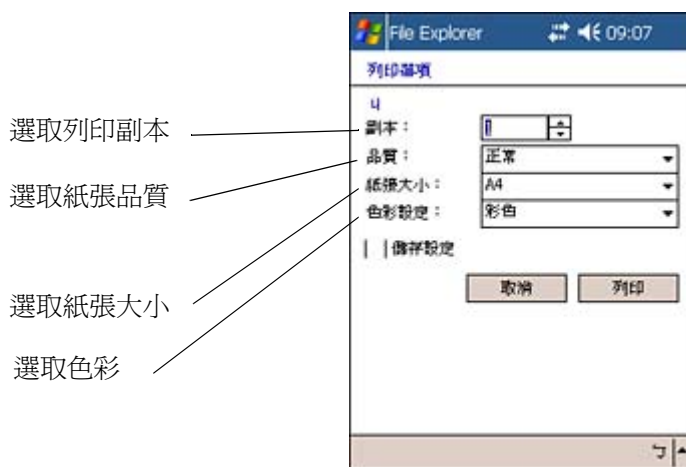 File Explorer 09:07
列印選項
4
選取列印副本
副本： 1
品質： 正常
選取紙張品質
紙張大小： A4
色彩設定： 彩色
儲存設定
取消 列印
選取紙張大小
選取色彩
ㄅ